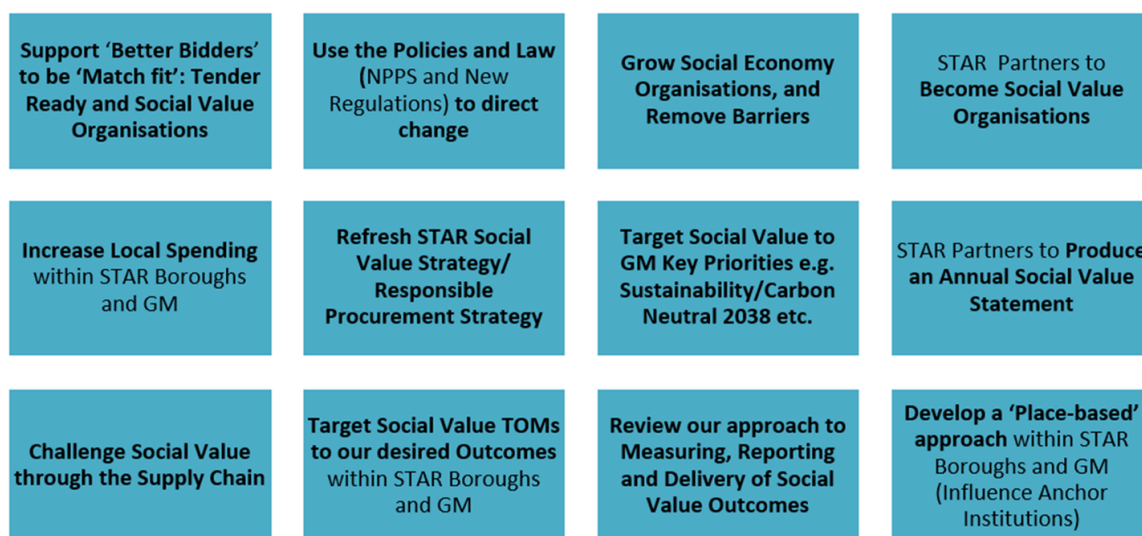 Support ‘Better Bidders’
to be ‘Match fit’: Tender
Ready and Social Value
Organisations
Use the Policies and Law
(NPPS and New
Regulations) to direct
change
Grow Social Economy
Organisations, and
Remove Barriers
STAR Partners to
Become Social Value
Organisations
Increase Local Spending
within STAR Boroughs
and GM
Refresh STAR Social
Value Strategy/
Responsible
Procurement Strategy
Target Social Value to
GM Key Priorities e.g.
Sustainability/Carbon
Neutral 2038 etc.
STAR Partners to Produce
an Annual Social Value
Statement
Challenge Social Value
through the Supply Chain
Target Social Value TOMs
to our desired Outcomes
within STAR Boroughs
and GM
Review our approach to
Measuring, Reporting
and Delivery of Social
Value Outcomes
Develop a ‘Place-based’
approach within STAR
Boroughs and GM
(Influence Anchor
Institutions)